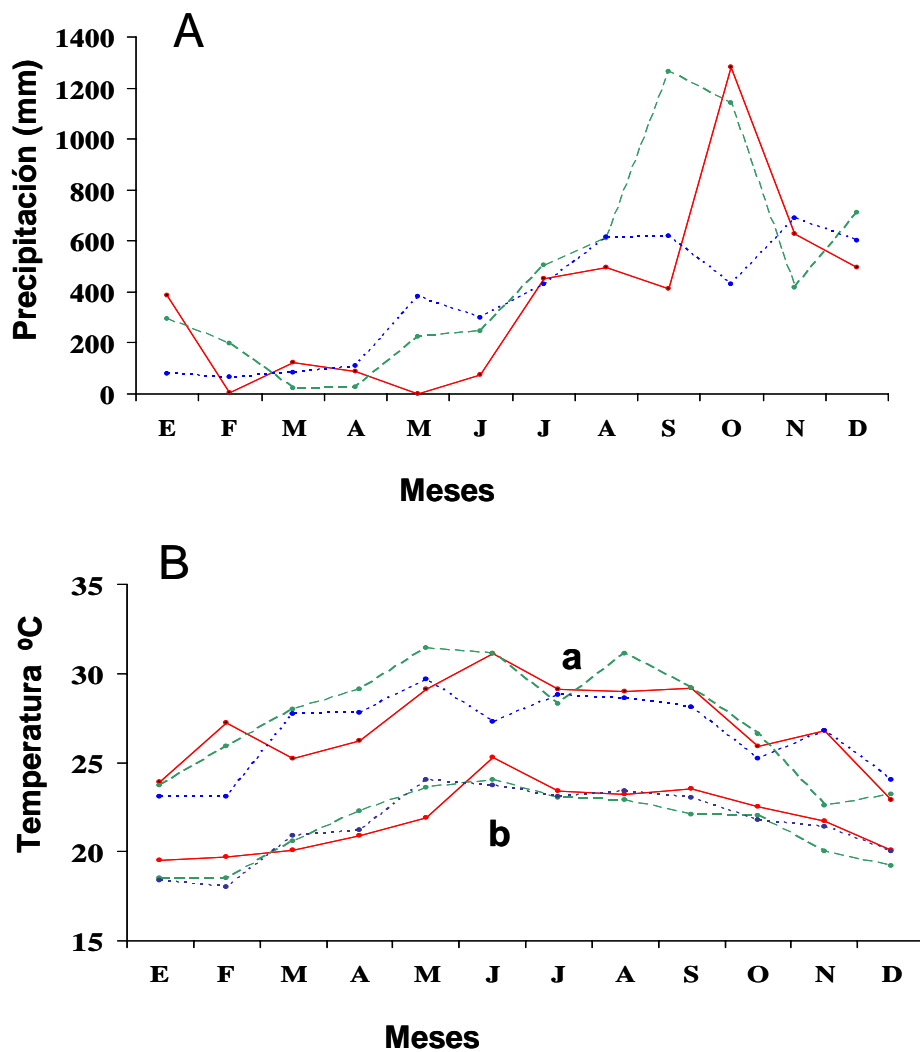 A
Precipitación (mm)
1400
1200
1000
800
600
400
200
0
E F M A M J J A S O N D
Meses
B
Temperatura ºC
35
30
25
20
15
a
b
E F M A M J J A S O N D
Meses